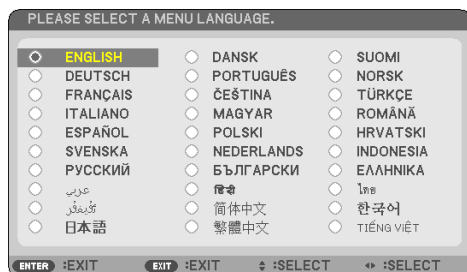 PLEASE SELECT A MENU LANGUAGE.
ENGLISH DANSK SUOMI
DEUTSCH PORTUGUÊS NORSK
FRANÇAIS ČEŠTINA TÜRKÇE
ITALIANO MAGYAR ROMÂNĂ
ESPAÑOL POLSKI HRVATSKI
SVENSKA NEDERLANDS INDONESIA
РУССКИЙ БЪЛГАРСКИ ΕΛΛΗΝΙΚΑ
عربي हिंदी ไทย
简体中文 한국어
日本語 繁體中文 TIẾNG VIỆT
ENTER :EXIT EXIT :EXIT :SELECT :SELECT